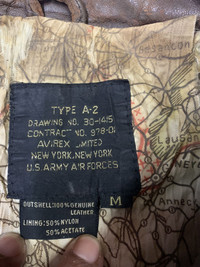 TYPE A-2
DRAWING NO. 30-1415
CONTRACT NO. 978-01
AVIREX LIMITED
NEW YORK, NEW YORK
U.S. ARMY AIR FORCES
OUTSHELL: 100% GENUINE
LEATHER
M
LINING: 50% NYLON
50% ACETATE